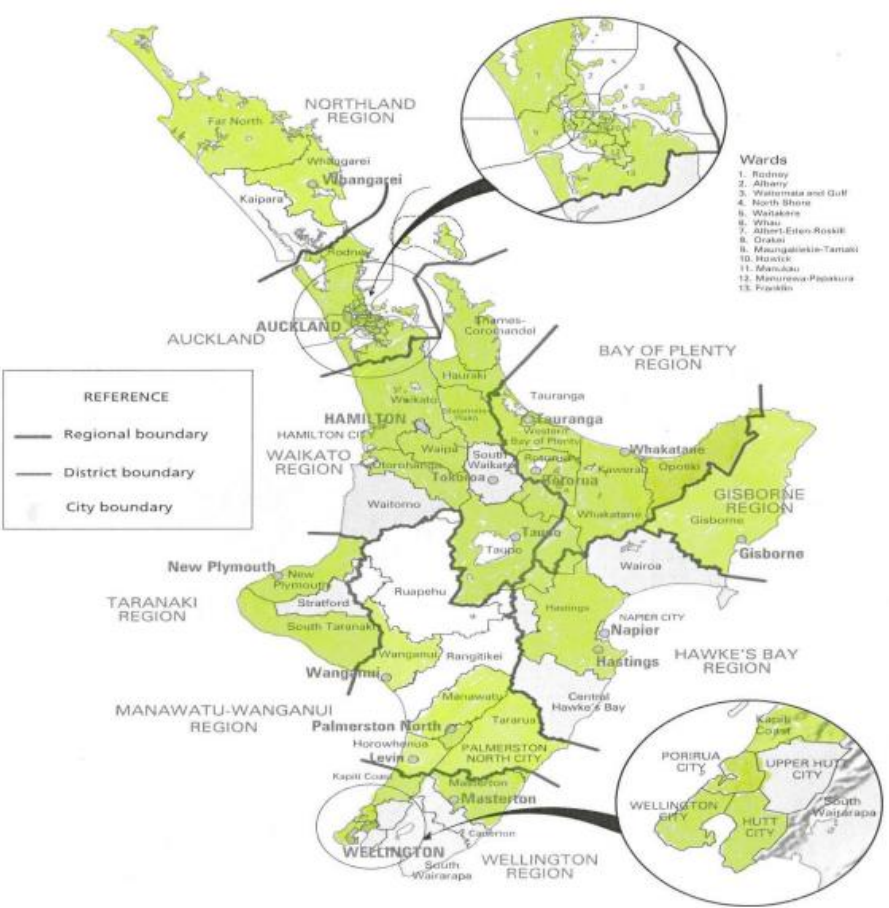 NORTHLAND
REGION
Far North
Whangarei
Whangarei
Kaipara
Rodney
AUCKLAND
AUCKLAND
1
2
3
13
Wards
1. Rodney
2. Albany
3. Waitemata and Gulf
4. North Shore
5. Waitakere
6. Whau
7. Albert-Eden-Roskill
8. Orakei
9. Maungakiekie-Tamaki
10. Howick
11. Manukau
12. Manurewa-Papakura
13. Franklin
Thames-
Coromandel
Hauraki
Waikato
HAMILTON
HAMILTON CITY
WAIKATO
REGION
Waipa
Otorohanga
South
Waikato
Tokoroa
Waitomo
BAY OF PLENTY
REGION
Tauranga
Tauranga
Western
Bay of Plenty
Rotorua
Rotorua
Kawerau
Whakatane
Whakatane
Opotiki
GISBORNE
REGION
Gisborne
Gisborne
Taupo
Taupo
Wairoa
REFERENCE
Regional boundary
District boundary
City boundary
New Plymouth
New
Plymouth
TARANAKI
REGION
Stratford
South Taranaki
Ruapehu
Hastings
NAPIER CITY
Napier
Hastings
HAWKE'S BAY
REGION
Central
Hawke's Bay
Wanganui
Wanganui
Rangitikei
MANAWATU-WANGANUI
REGION
Manawatu
Tararua
Palmerston North
PALMERSTON
NORTH CITY
Horowhenua
Levin
Kapiti Coast
Masterton
Masterton
Carterton
WELLINGTON
South
Wairarapa
WELLINGTON
REGION
Kapiti
Coast
PORIRUA
CITY
UPPER HUTT
CITY
WELLINGTON
CITY
HUTT
CITY
South
Wairarapa